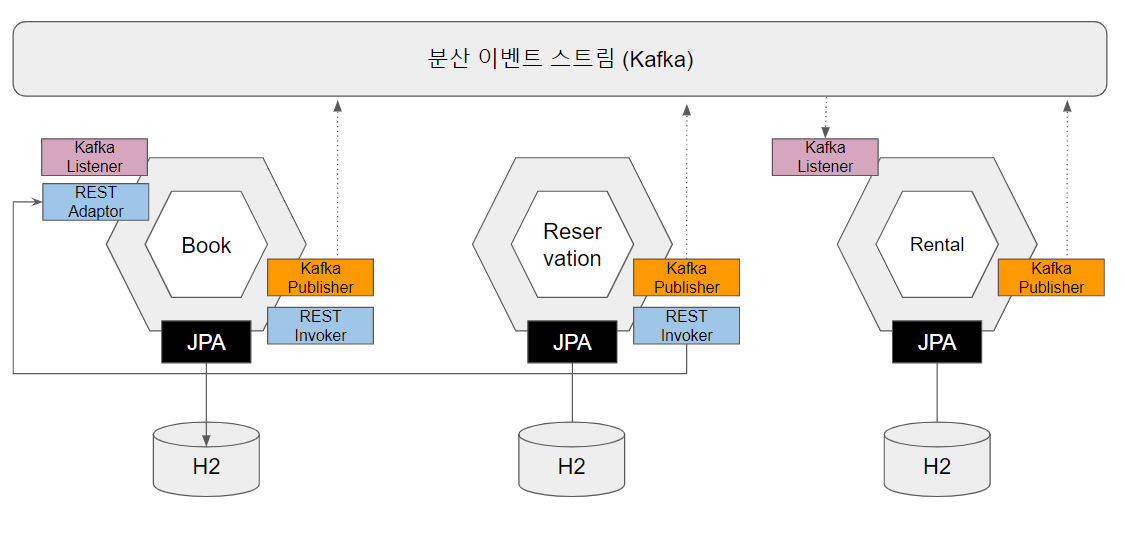 분산 이벤트 스트림 (Kafka)
Kafka
Listener
REST
Adaptor
Book
Kafka
Publisher
REST
Invoker
JPA
H2
Reser
vation
Kafka
Publisher
REST
Invoker
JPA
H2
Kafka
Listener
Rental
Kafka
Publisher
JPA
H2